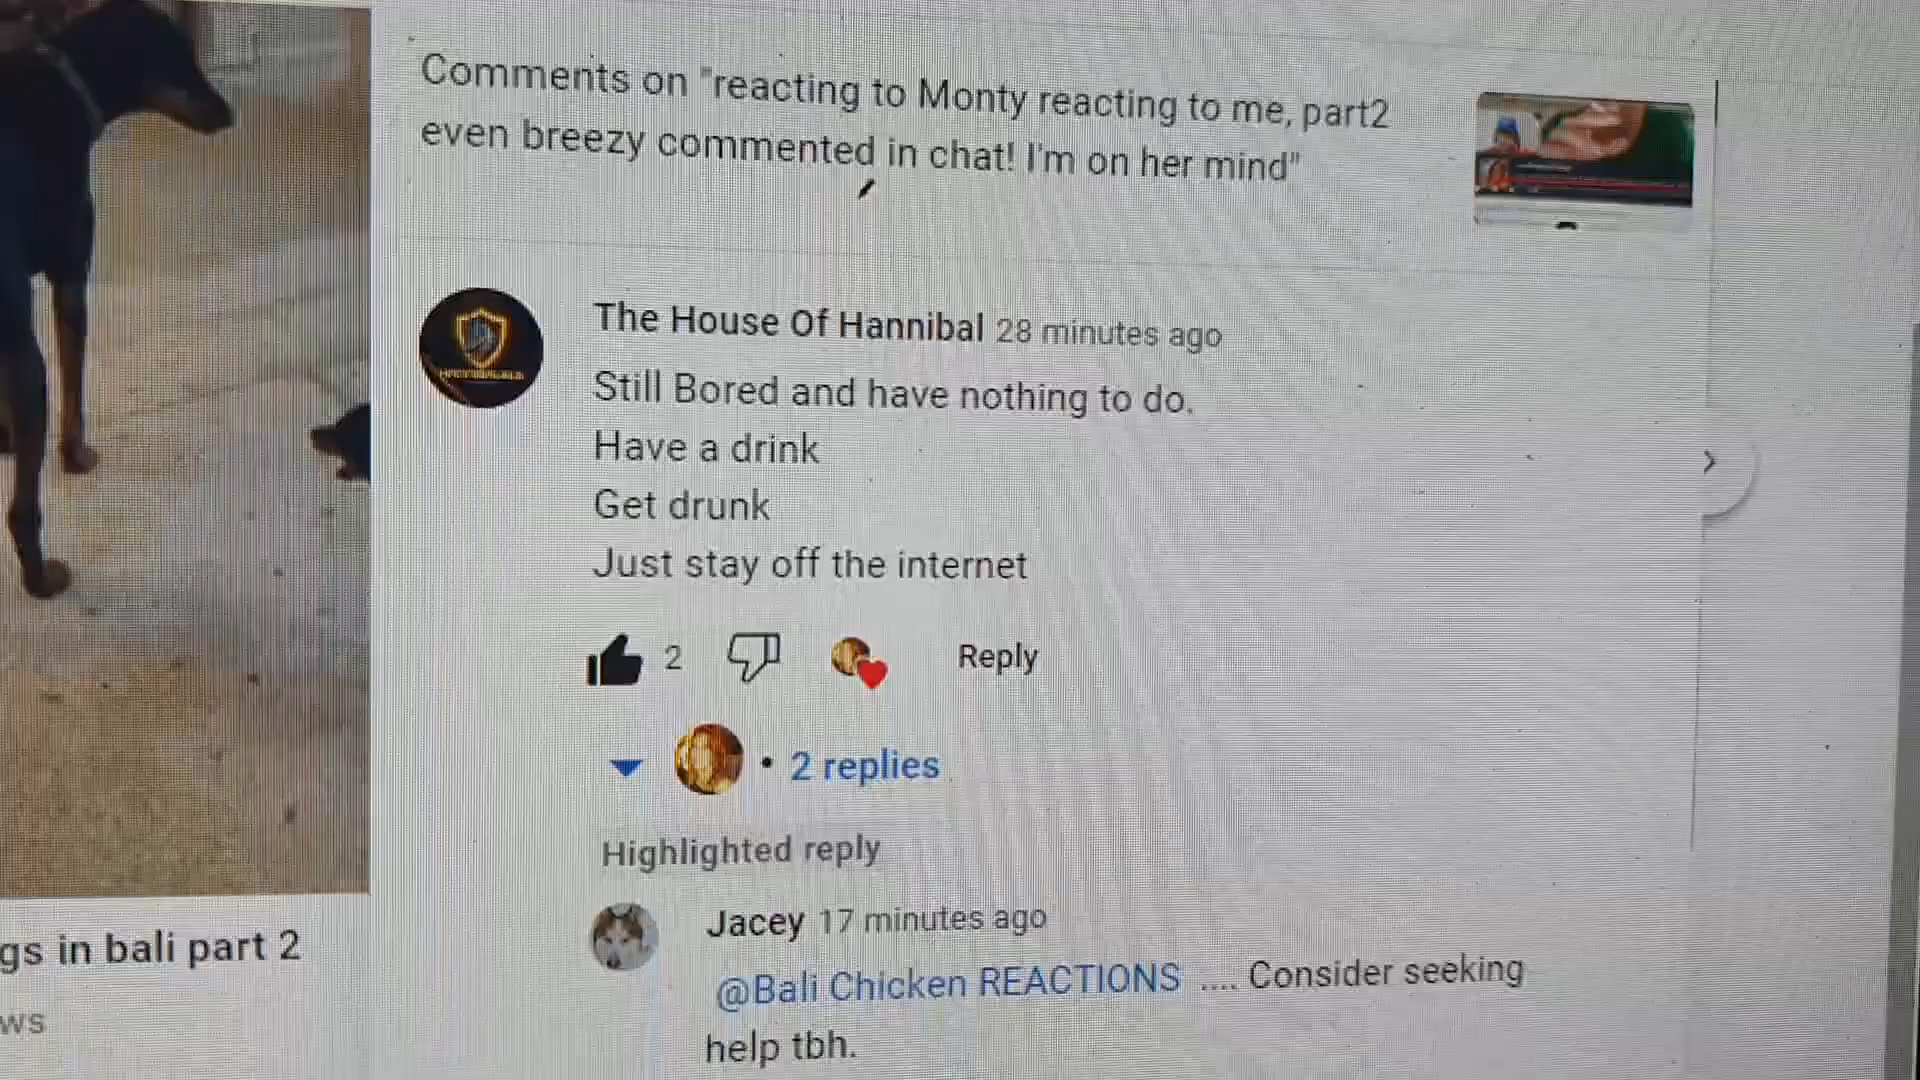 Comments on "reacting to Monty reacting to me, part2
even breezy commented in chat! I'm on her mind"
The House Of Hannibal 28 minutes ago
Still Bored and have nothing to do.
Have a drink
Get drunk
Just stay off the internet
2
Reply
• 2 replies
Highlighted reply
Jacey 17 minutes ago
@Bali Chicken REACTIONS .... Consider seeking
help tbh.
gs in bali part 2
ws